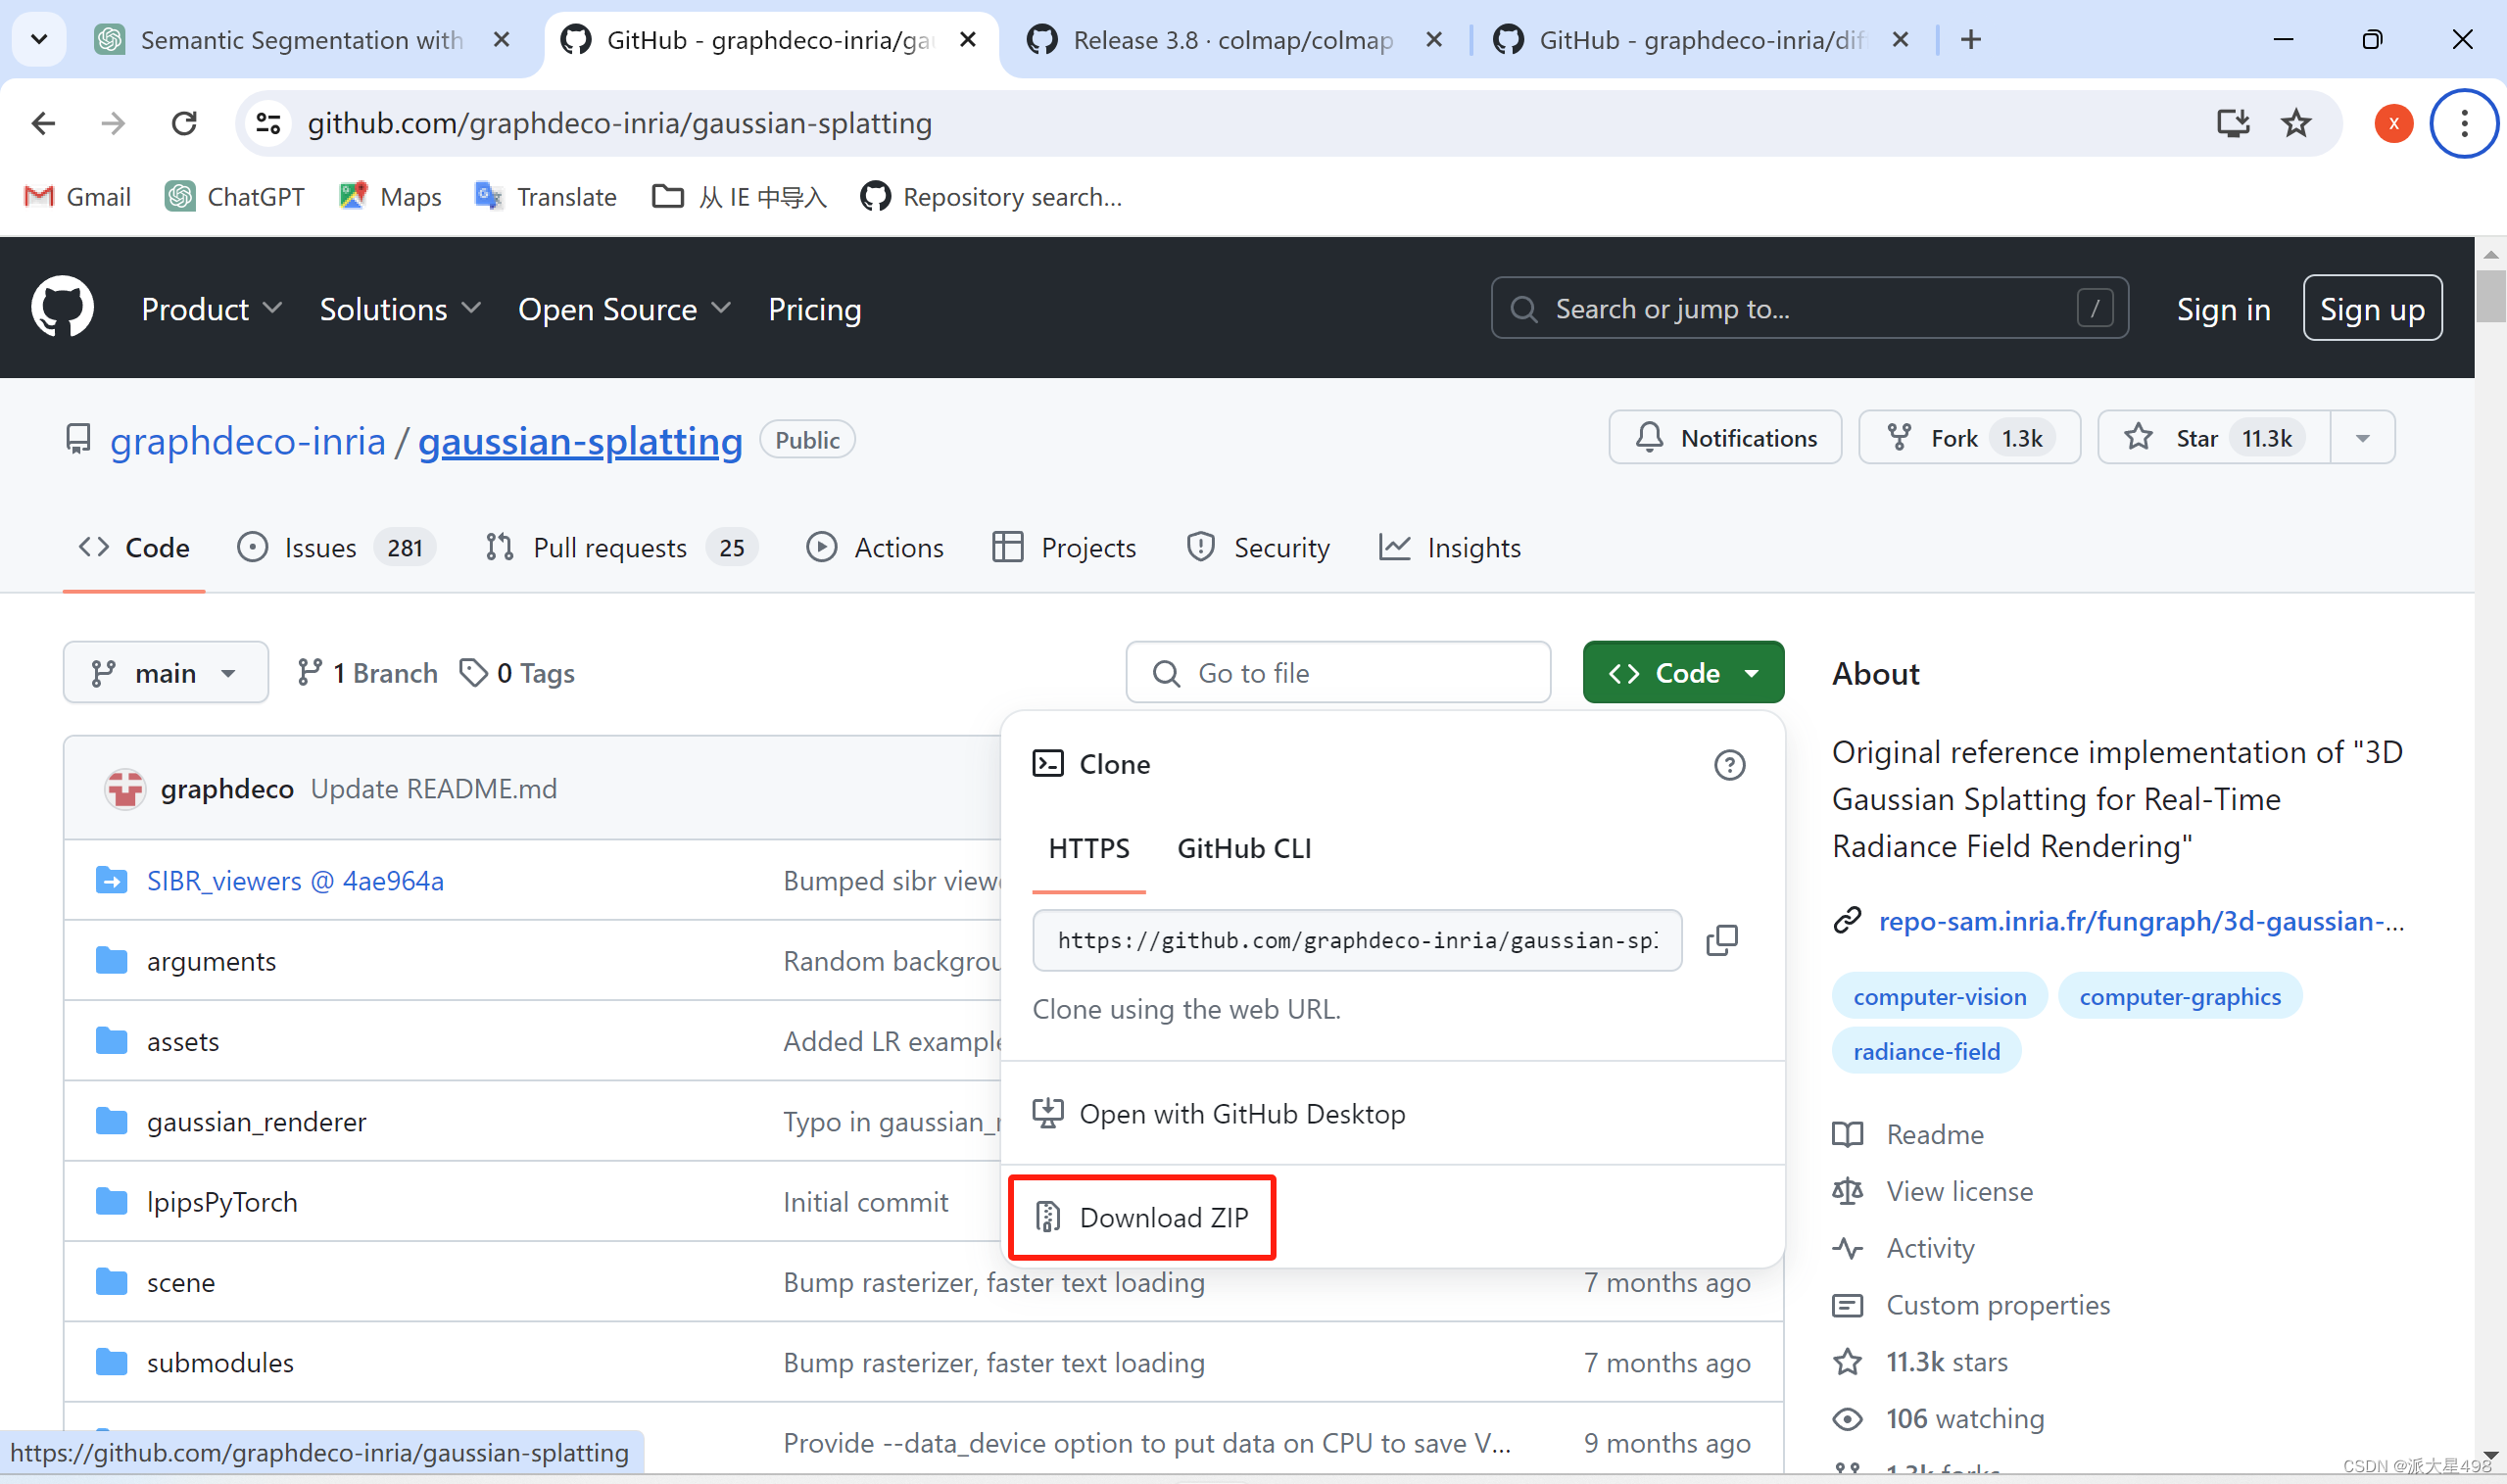 Semantic Segmentation with
GitHub - graphdeco-inria/gau
Release 3.8 · colmap/colmap
GitHub - graphdeco-inria/dif
github.com/graphdeco-inria/gaussian-splatting
X
Gmail
ChatGPT
Maps
Translate
从 IE 中导入
Repository search...
Product
Solutions
Open Source
Pricing
Search or jump to...
/
Sign in
Sign up
graphdeco-inria / gaussian-splatting
Public
Notifications
Fork 1.3k
Star 11.3k
Code
Issues 281
Pull requests 25
Actions
Projects
Security
Insights
main
1 Branch
0 Tags
Go to file
Code
graphdeco Update README.md
SIBR_viewers @ 4ae964a
Bumped sibr view
arguments
Random backgrou
assets
Added LR example
gaussian_renderer
Typo in gaussian_r
lpipsPyTorch
Initial commit
scene
Bump rasterizer, faster text loading
7 months ago
submodules
Bump rasterizer, faster text loading
7 months ago
Provide --data_device option to put data on CPU to save V...
9 months ago
Clone
HTTPS
GitHub CLI
https://github.com/graphdeco-inria/gaussian-spl
Clone using the web URL.
Open with GitHub Desktop
Download ZIP
About
Original reference implementation of "3D
Gaussian Splatting for Real-Time
Radiance Field Rendering"
repo-sam.inria.fr/fungraph/3d-gaussian-...
computer-vision
computer-graphics
radiance-field
Readme
View license
Activity
Custom properties
11.3k stars
106 watching
1.3k forks
https://github.com/graphdeco-inria/gaussian-splatting
CSDN @派大星498